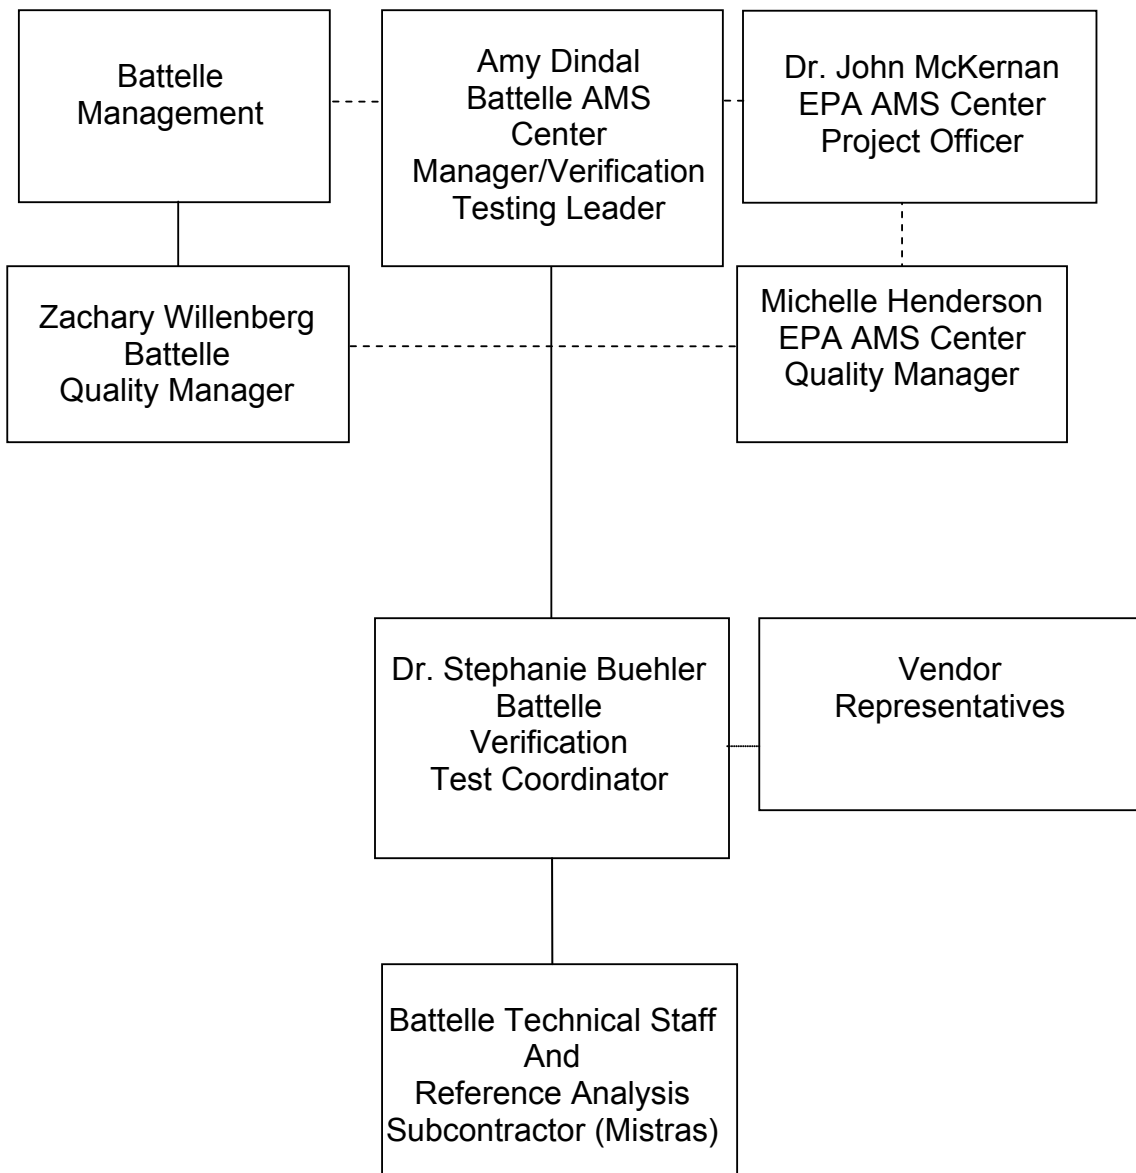 Battelle
Management
Amy Dindal
Battelle AMS
Center
Manager/Verification
Testing Leader
Dr. John McKernan
EPA AMS Center
Project Officer
Zachary Willenberg
Battelle
Quality Manager
Michelle Henderson
EPA AMS Center
Quality Manager
Dr. Stephanie Buehler
Battelle
Verification
Test Coordinator
Vendor
Representatives
Battelle Technical Staff
And
Reference Analysis
Subcontractor (Mistras)